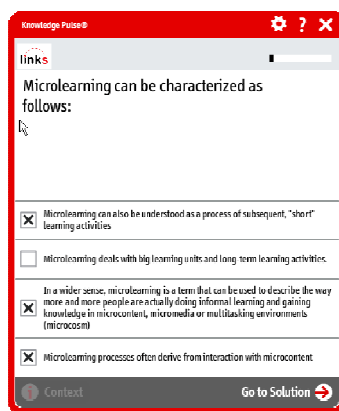 Knowledge Pulse®
links
Microlearning can be characterized as
follows:
Microlearning can also be understood as a process of subsequent, "short"
learning activities
Microlearning deals with big learning units and long-term learning activities.
In a wider sense, microlearning is a term that can be used to describe the way
more and more people are actually doing informal learning and gaining
knowledge in microcontent, micromedia or multitasking environments
(microcosm)
Microlearning processes often derive from interaction with microcontent
Context
Go to Solution